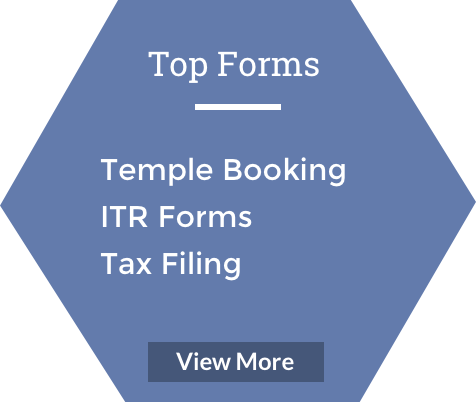 Top Forms
Temple Booking
ITR Forms
Tax Filing
View More